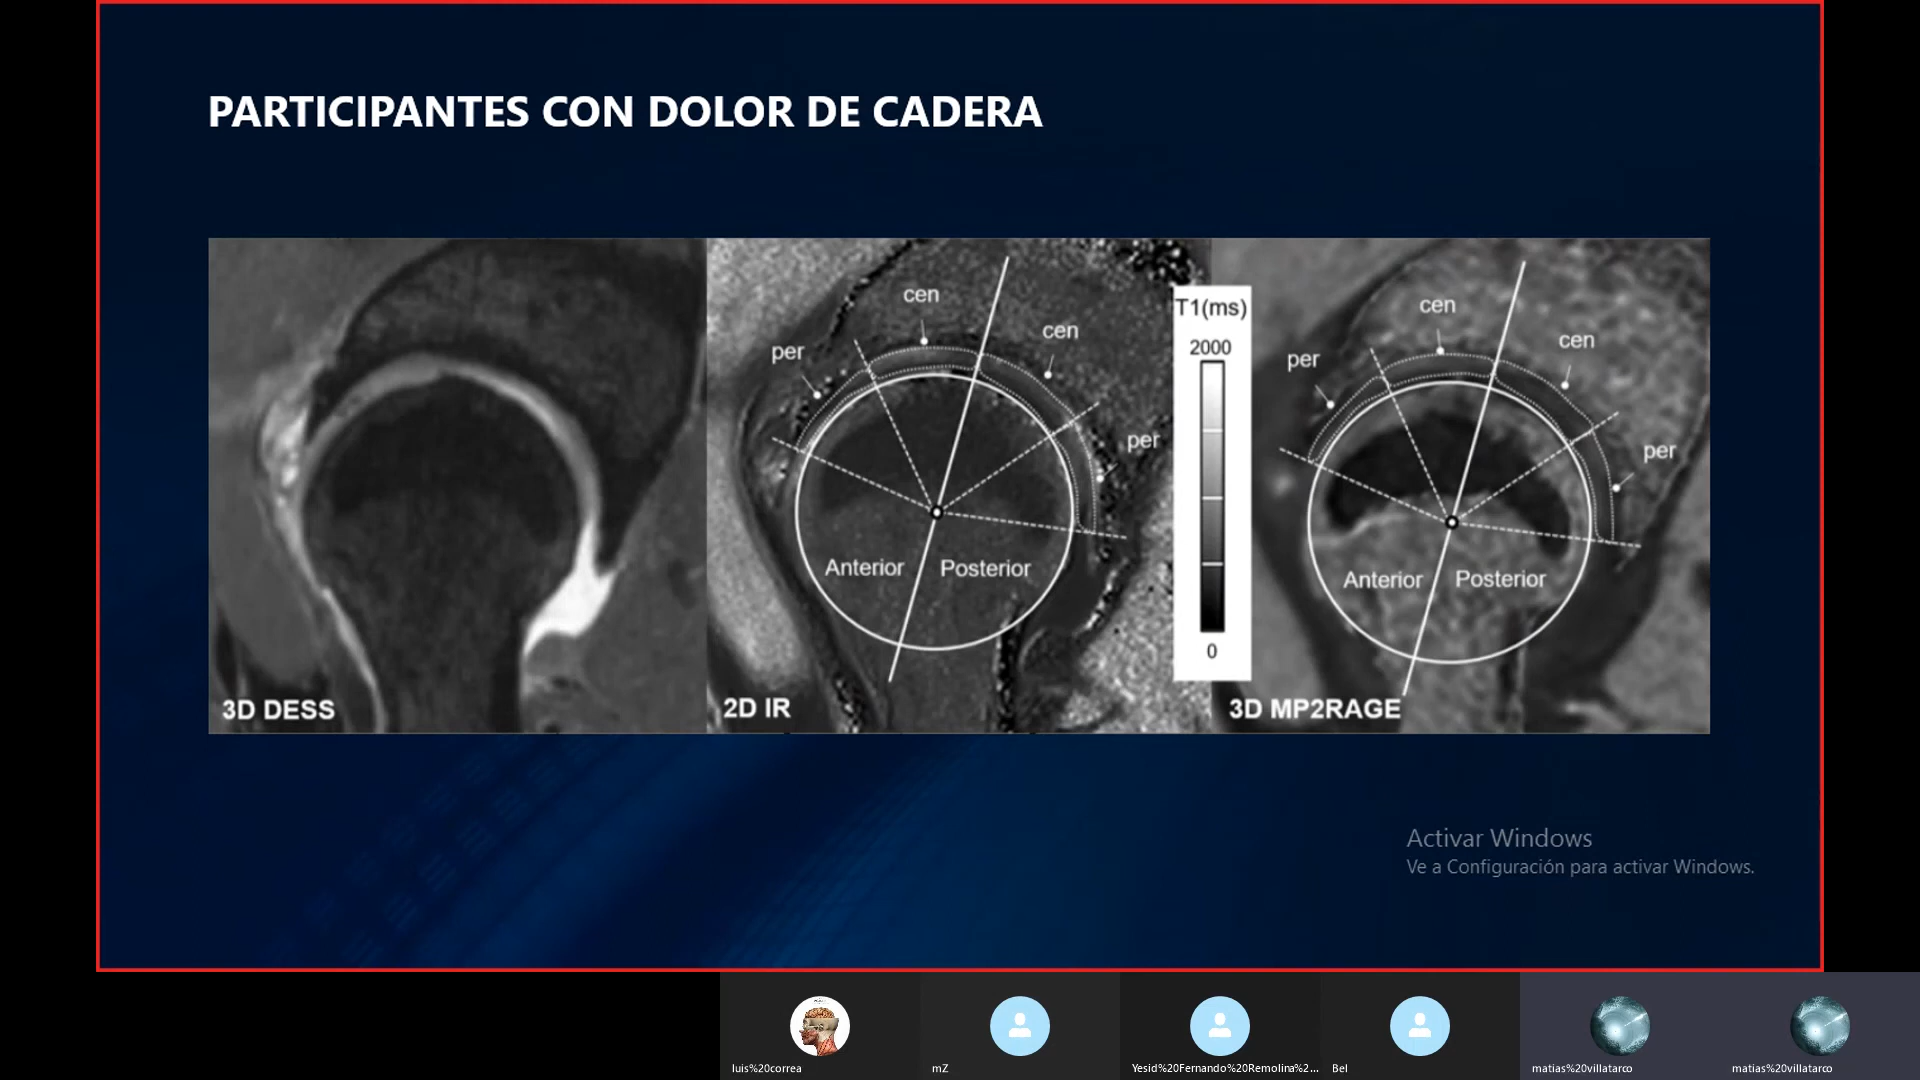 PARTICIPANTES CON DOLOR DE CADERA
3D DESS
per
cen
cen
per
Anterior
Posterior
2D IR
T1(ms)
2000
0
per
cen
cen
per
Anterior
Posterior
3D MP2RAGE
Activar Windows
Ve a Configuración para activar Windows.
luis%20correa
mZ
Yesid%20Fernando%20Remolina%2...
Bel
matias%20villatarco
matias%20villatarco